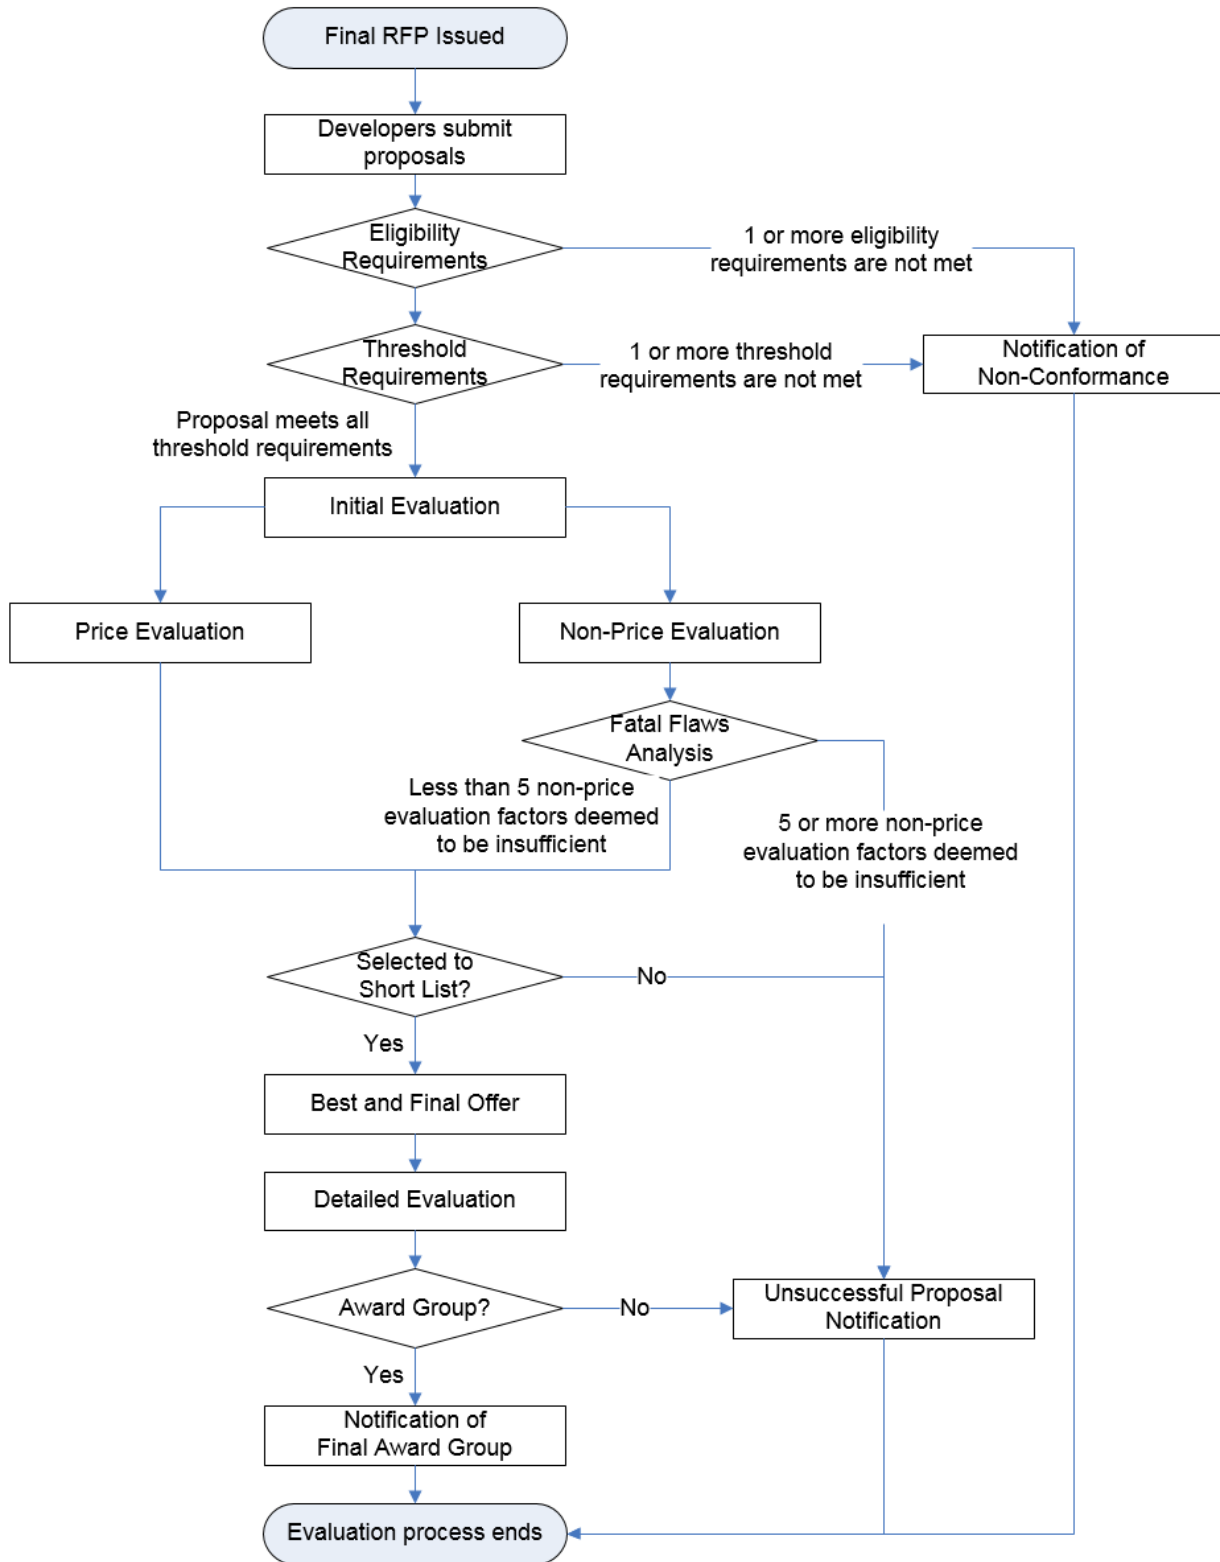 Final RFP Issued
Developers submit
proposals
Eligibility
Requirements
1 or more eligibility
requirements are not met
Threshold
Requirements
1 or more threshold
requirements are not met
Notification of
Non-Conformance
Proposal meets all
threshold requirements
Initial Evaluation
Price Evaluation
Non-Price Evaluation
Fatal Flaws
Analysis
Less than 5 non-price
evaluation factors deemed
to be insufficient
5 or more non-price
evaluation factors deemed
to be insufficient
Selected to
Short List?
No
Yes
Best and Final Offer
Detailed Evaluation
Award Group?
No
Unsuccessful Proposal
Notification
Yes
Notification of
Final Award Group
Evaluation process ends